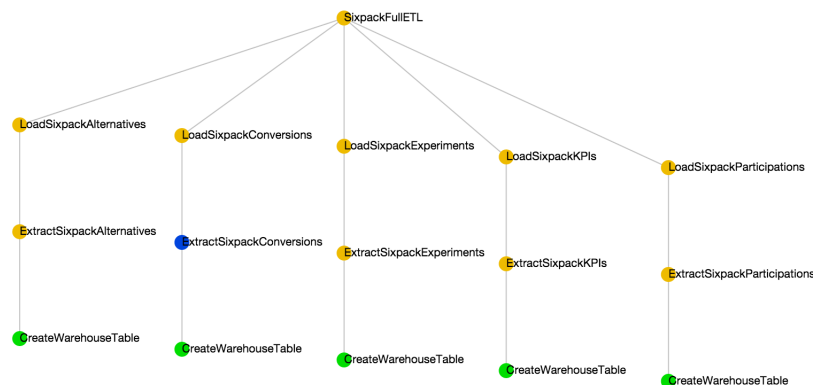 SixpackFullETL
LoadSixpackAlternatives
LoadSixpackConversions
LoadSixpackExperiments
LoadSixpackKPIs
LoadSixpackParticipations
ExtractSixpackAlternatives
ExtractSixpackConversions
ExtractSixpackExperiments
ExtractSixpackKPIs
ExtractSixpackParticipations
CreateWarehouseTable
CreateWarehouseTable
CreateWarehouseTable
CreateWarehouseTable
CreateWarehouseTable